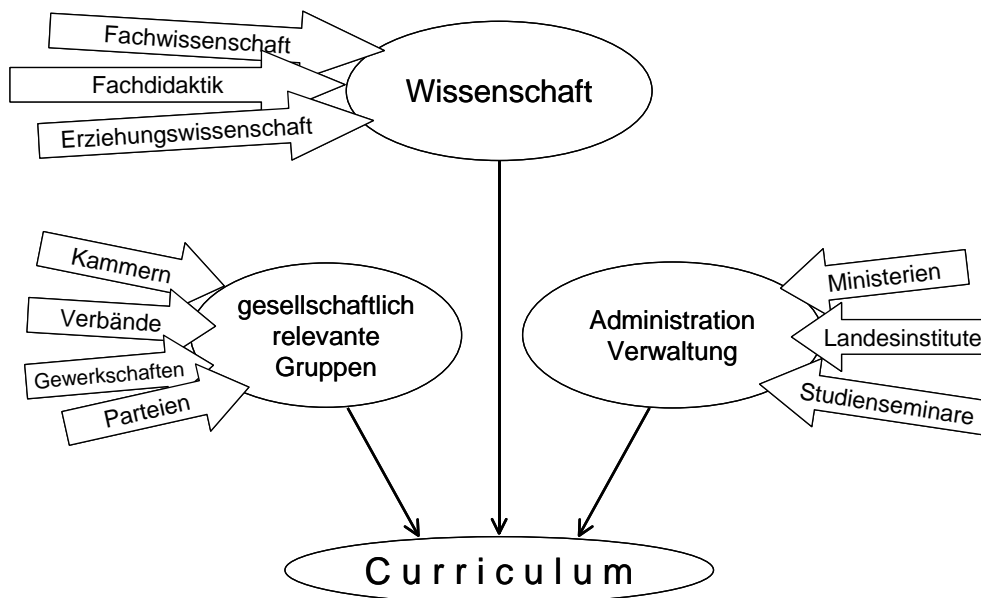 Fachwissenschaft
Fachdidaktik
Erziehungswissenschaft
Wissenschaft
Kammern
Verbände
Gewerkschaften
Parteien
gesellschaftlich
relevante
Gruppen
Administration
Verwaltung
Ministerien
Landesinstitute
Studienseminare
Curriculum